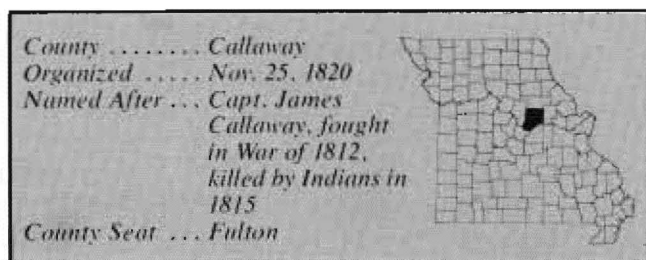 County ........ Callaway
Organized ..... Nov. 25, 1820
Named After ... Capt. James
Callaway, fought
in War of 1812,
killed by Indians in
1815
County Seat ... Fulton